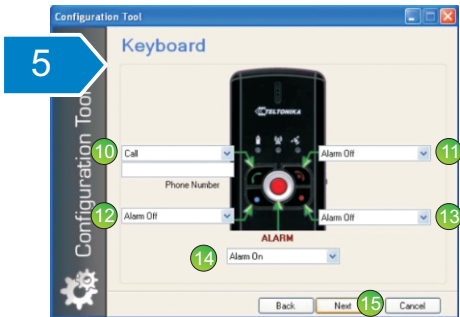 Configuration Tool
5
Keyboard
Configuration Tool
TELTONIKA
10 Call
Alarm Off 11
Phone Number
12 Alarm Off
Alarm Off 13
ALARM
14 Alarm On
Back Next 15 Cancel